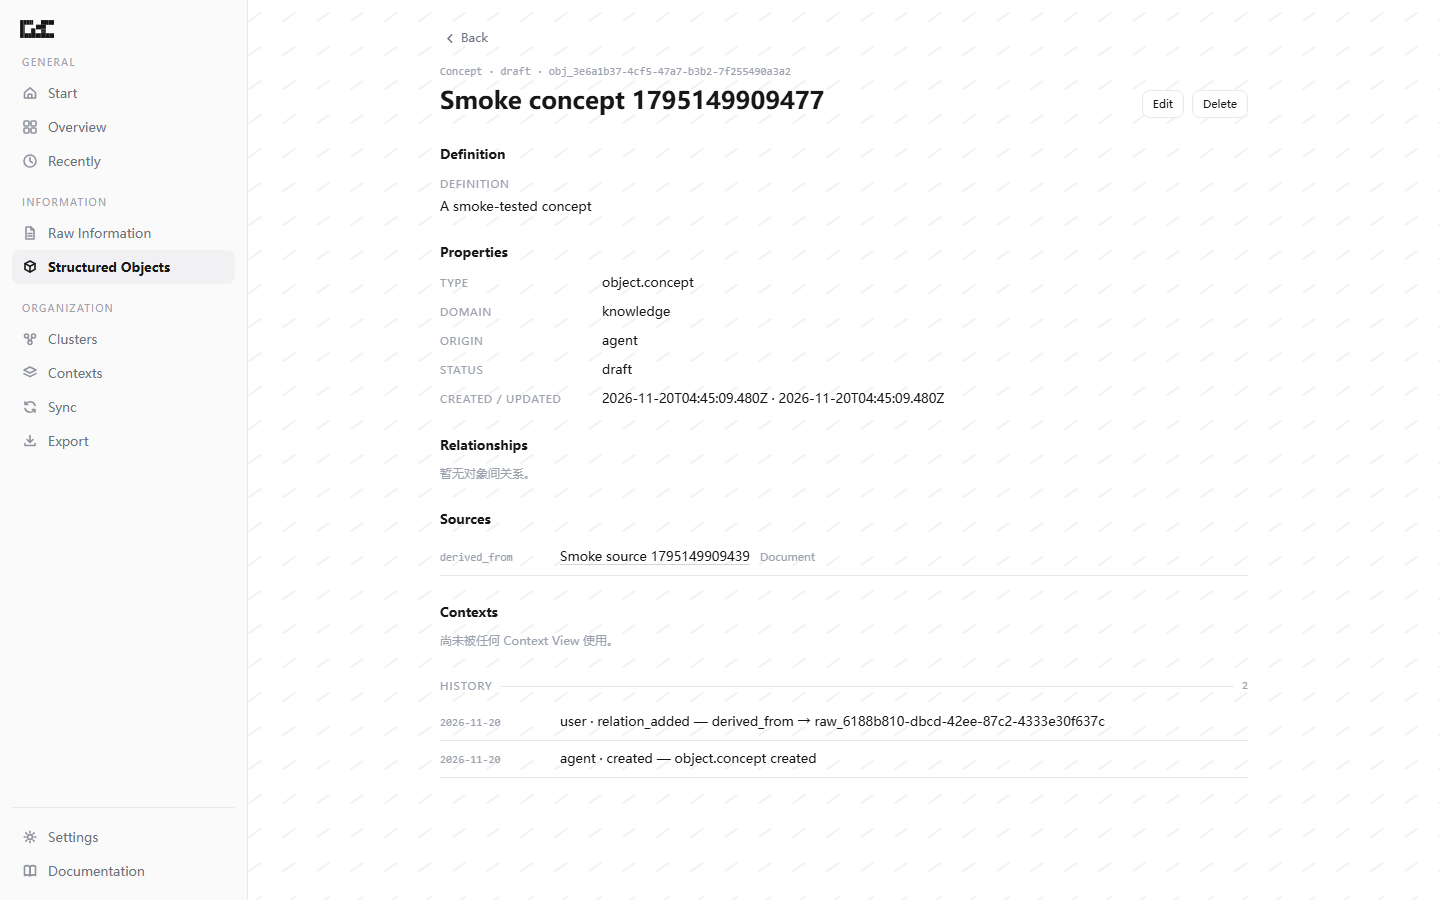 GENERAL
Start
Overview
Recently
INFORMATION
Raw Information
Structured Objects
ORGANIZATION
Clusters
Contexts
Sync
Export
Settings
Documentation
Back
Concept · draft · obj_3e6a1b37-4cf5-47a7-b3b2-7f255490a3a2
Smoke concept 1795149909477
Edit
Delete
Definition
DEFINITION
A smoke-tested concept
Properties
TYPE object.concept
DOMAIN knowledge
ORIGIN agent
STATUS draft
CREATED / UPDATED 2026-11-20T04:45:09.480Z · 2026-11-20T04:45:09.480Z
Relationships
暂无对象间关系。
Sources
derived_from Smoke source 1795149909439 Document
Contexts
尚未被任何 Context View 使用。
HISTORY 2
2026-11-20 user · relation_added — derived_from → raw_6188b810-dbcd-42ee-87c2-4333e30f637c
2026-11-20 agent · created — object.concept created